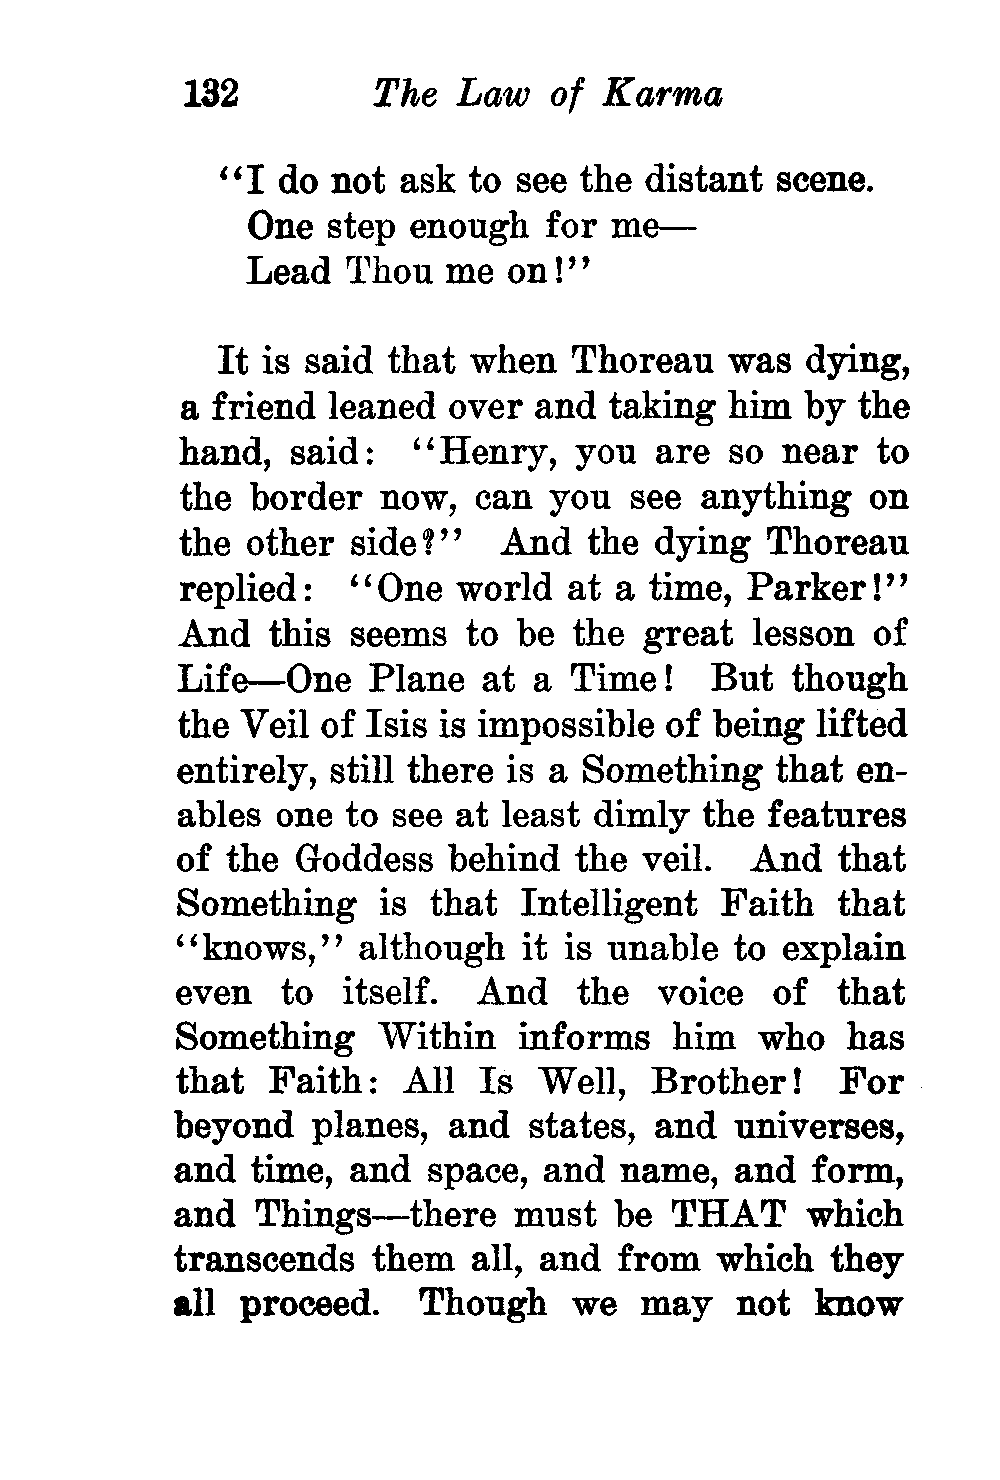 132 The Law of Karma
“I do not ask to see the distant scene.
One step enough for me—
Lead Thou me on!”
It is said that when Thoreau was dying,
a friend leaned over and taking him by the
hand, said: “Henry, you are so near to
the border now, can you see anything on
the other side?” And the dying Thoreau
replied: “One world at a time, Parker!”
And this seems to be the great lesson of
Life—One Plane at a Time! But though
the Veil of Isis is impossible of being lifted
entirely, still there is a Something that en-
ables one to see at least dimly the features
of the Goddess behind the veil. And that
Something is that Intelligent Faith that
“knows,” although it is unable to explain
even to itself. And the voice of that
Something Within informs him who has
that Faith: All Is Well, Brother! For
beyond planes, and states, and universes,
and time, and space, and name, and form,
and Things—there must be THAT which
transcends them all, and from which they
all proceed. Though we may not know